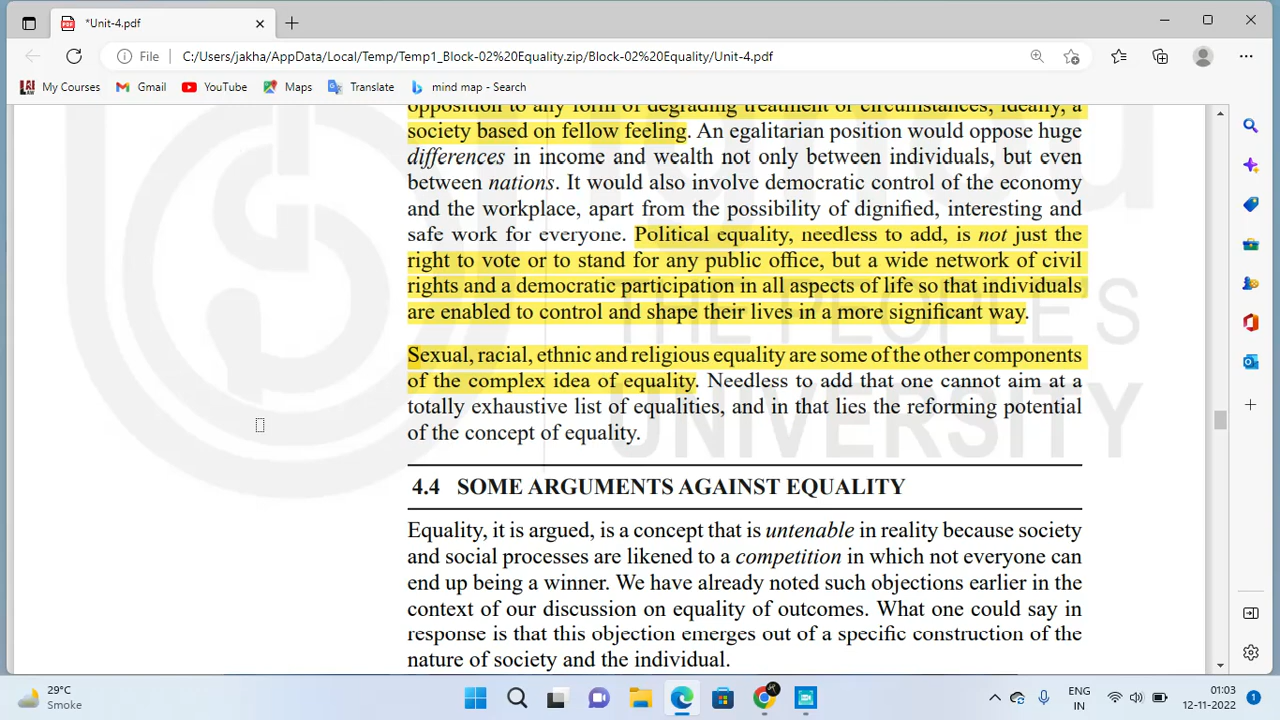 *Unit-4.pdf
File
C:/Users/jakha/AppData/Local/Temp/Temp1_Block-02%20Equality.zip/Block-02%20Equality/Unit-4.pdf
My Courses
Gmail
YouTube
Maps
Translate
mind map - Search
opposition to any form of degrading treatment or circumstances, ideally, a
society based on fellow feeling. An egalitarian position would oppose huge
differences in income and wealth not only between individuals, but even
between nations. It would also involve democratic control of the economy
and the workplace, apart from the possibility of dignified, interesting and
safe work for everyone. Political equality, needless to add, is not just the
right to vote or to stand for any public office, but a wide network of civil
rights and a democratic participation in all aspects of life so that individuals
are enabled to control and shape their lives in a more significant way.
THE PEOPLE'S
Sexual, racial, ethnic and religious equality are some of the other components
of the complex idea of equality. Needless to add that one cannot aim at a
totally exhaustive list of equalities, and in that lies the reforming potential
of the concept of equality.
UNIVERSITY
4.4 SOME ARGUMENTS AGAINST EQUALITY
Equality, it is argued, is a concept that is untenable in reality because society
and social processes are likened to a competition in which not everyone can
end up being a winner. We have already noted such objections earlier in the
context of our discussion on equality of outcomes. What one could say in
response is that this objection emerges out of a specific construction of the
nature of society and the individual.
29°C
Smoke
ENG
IN
01:03
12-11-2022